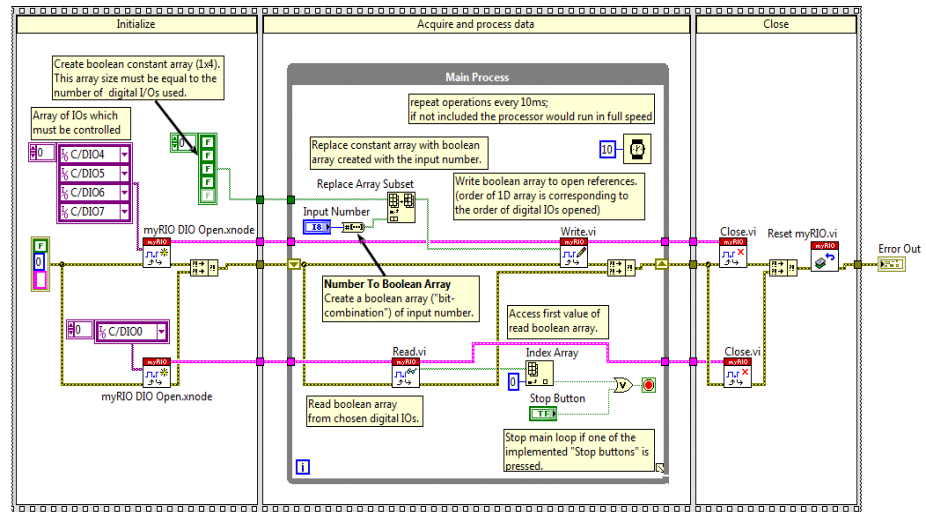 Initialize
Acquire and process data
Close
Create boolean constant array (1x4).
This array size must be equal to the
number of digital I/Os used.
Array of IOs which
must be controlled
0
I/O C/DIO4
I/O C/DIO5
I/O C/DIO6
I/O C/DIO7
0
F
F
F
F
F
Main Process
repeat operations every 10ms;
if not included the processor would run in full speed
10
Replace constant array with boolean
array created with the input number.
Replace Array Subset
Write boolean array to open references.
(order of 1D array is corresponding to
the order of digital IOs opened)
Input Number
I8
#[...]
myRIO DIO Open.xnode
myRIO
Write.vi
myRIO
Close.vi
myRIO
Reset myRIO.vi
myRIO
Error Out
F
0
?!
?!
?!
?!
Number To Boolean Array
Create a boolean array ("bit-
combination") of input number.
0
I/O C/DIO0
myRIO
myRIO DIO Open.xnode
Access first value of
read boolean array.
Read.vi
myRIO
Index Array
0
Close.vi
myRIO
Stop Button
TF
V
Read boolean array
from chosen digital IOs.
Stop main loop if one of the
implemented "Stop buttons" is
pressed.
i